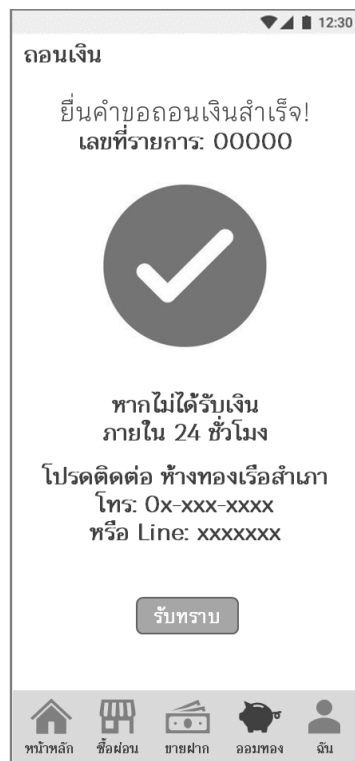 12:30
ถอนเงิน
ยื่นคำขอถอนเงินสำเร็จ!
เลขที่รายการ: 00000
หากไม่ได้รับเงิน
ภายใน 24 ชั่วโมง
โปรดติดต่อ ห้างทองเรือสำเภา
โทร: 0x-xxx-xxxx
หรือ Line: xxxxxxx
รับทราบ
หน้าหลัก ซื้อผ่อน ขายฝาก ออมทอง ฉัน